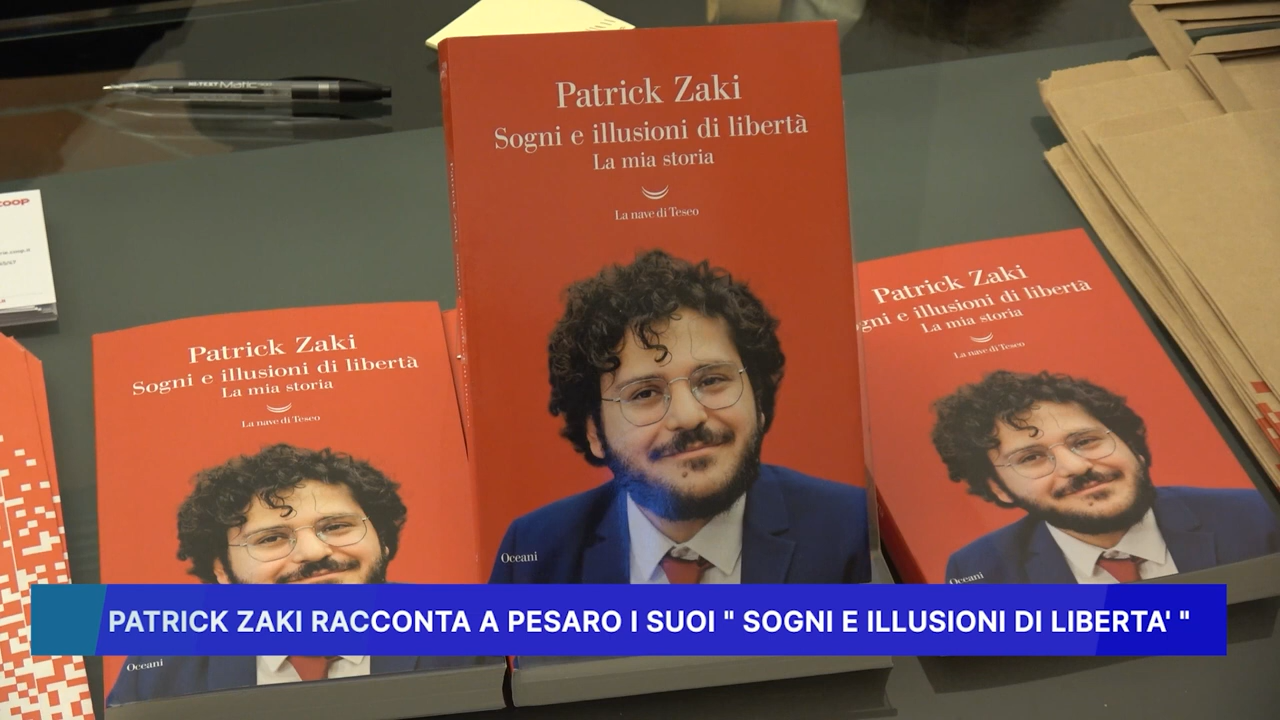 Patrick Zaki
Sogni e illusioni di libertà
La mia storia
La nave di Teseo
Oceani
Patrick Zaki
Sogni e illusioni di libertà
La mia storia
La nave di Teseo
Oceani
Patrick Zaki
e illusioni di libertà
La mia storia
La nave di Teseo
Oceani
coop
PATRICK ZAKI RACCONTA A PESARO I SUOI " SOGNI E ILLUSIONI DI LIBERTA' "